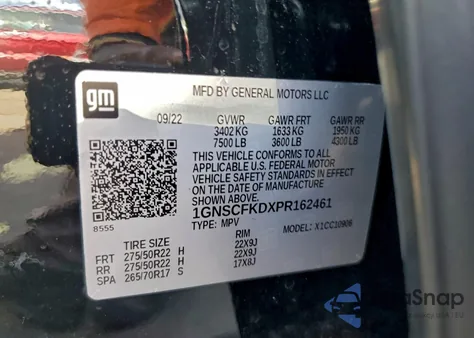 gm
MFD BY GENERAL MOTORS LLC
09/22 GVWR GAWR FRT GAWR RR
3402 KG 1633 KG 1950 KG
7500 LB 3600 LB 4300 LB
THIS VEHICLE CONFORMS TO ALL
APPLICABLE U.S. FEDERAL MOTOR
VEHICLE SAFETY STANDARDS IN EFFECT
ON THE DATE OF MANUFACTURE
SHOWN ABOVE.
1GNSCFKDXPR162461
8555 TYPE: MPV MODEL: X1CC10906
TIRE SIZE RIM
FRT 275/50R22 H 22X9J
RR 275/50R22 H 22X9J
SPA 265/70R17 S 17X8J